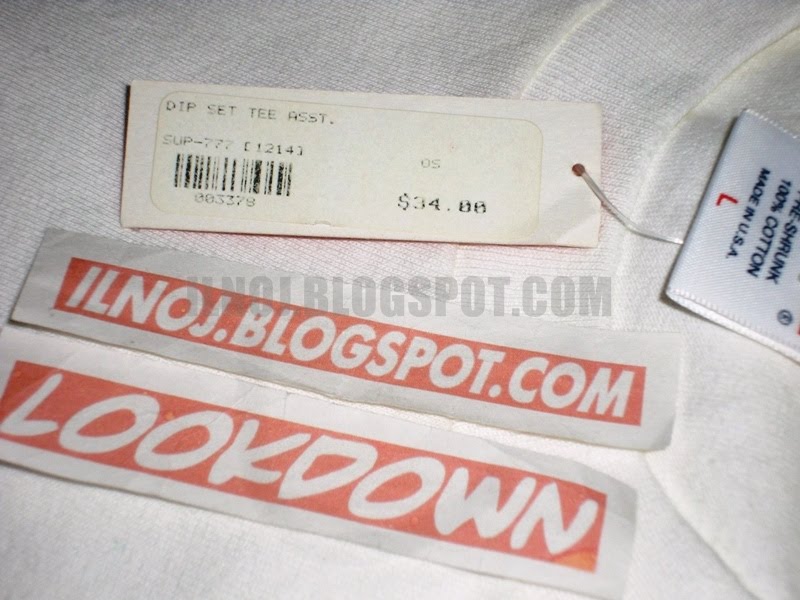 DIP SET TEE ASST.
SUP-777 [1214]
OS
003378
$34.00
PRE-SHRUNK
100% COTTON
MADE IN U.S.A.
L
©
ILNOJ.BLOGSPOT.COM
ILNOJ.BLOGSPOT.COM
LOOKDOWN